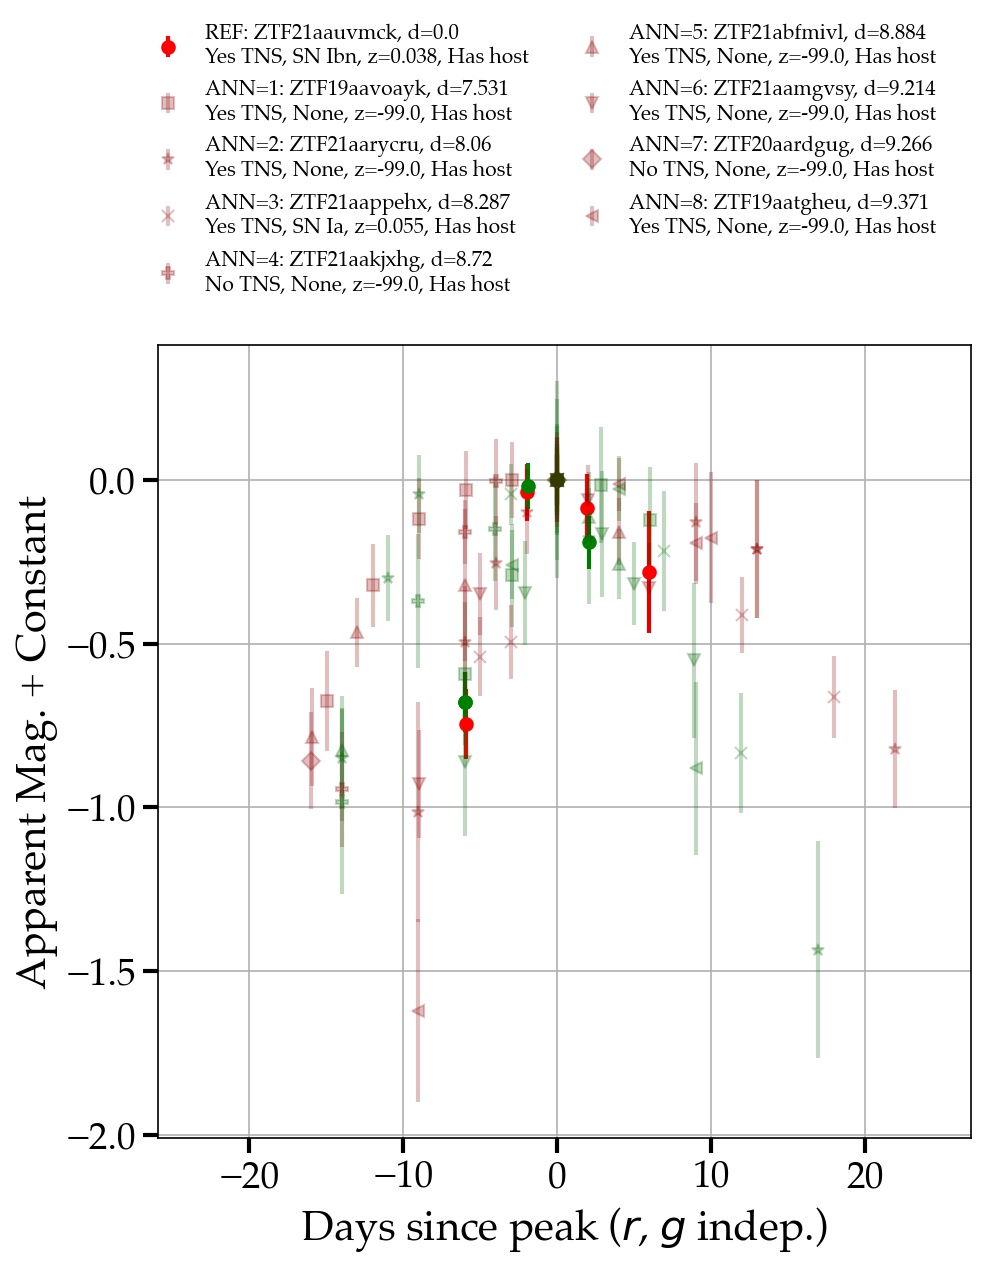 REF: ZTF21aauvmck, d=0.0
Yes TNS, SN Ibn, z=0.038, Has host
ANN=1: ZTF19aavoayk, d=7.531
Yes TNS, None, z=-99.0, Has host
ANN=2: ZTF21aarycru, d=8.06
Yes TNS, None, z=-99.0, Has host
ANN=3: ZTF21aappehx, d=8.287
Yes TNS, SN Ia, z=0.055, Has host
ANN=4: ZTF21aakjxhg, d=8.72
No TNS, None, z=-99.0, Has host
ANN=5: ZTF21abfmivl, d=8.884
Yes TNS, None, z=-99.0, Has host
ANN=6: ZTF21aamgvsy, d=9.214
Yes TNS, None, z=-99.0, Has host
ANN=7: ZTF20aardgug, d=9.266
No TNS, None, z=-99.0, Has host
ANN=8: ZTF19aatgheu, d=9.371
Yes TNS, None, z=-99.0, Has host
Apparent Mag. + Constant
0.0
−0.5
−1.0
−1.5
−2.0
−20 −10 0 10 20
Days since peak (r, g indep.)